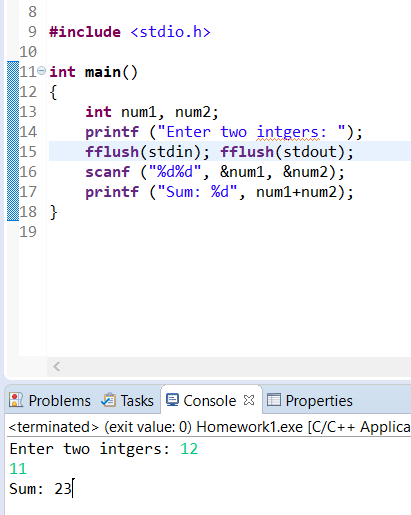 8
9 #include <stdio.h>
10
11 int main()
12 {
13     int num1, num2;
14     printf ("Enter two intgers: ");
15     fflush(stdin); fflush(stdout);
16     scanf ("%d%d", &num1, &num2);
17     printf ("Sum: %d", num1+num2);
18 }
19
Problems Tasks Console Properties
<terminated> (exit value: 0) Homework1.exe [C/C++ Applica
Enter two intgers: 12
11
Sum: 23